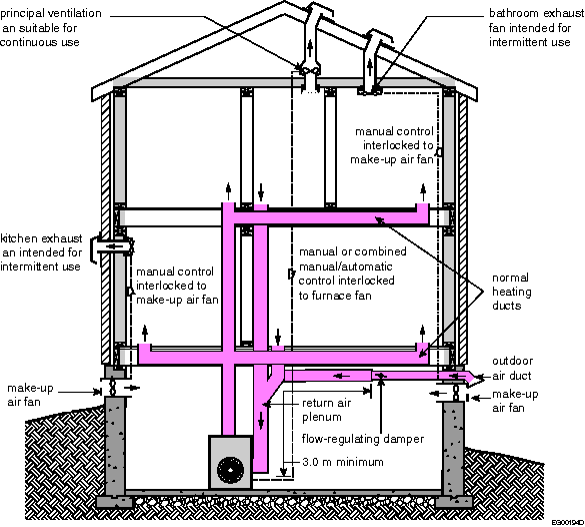 principal ventilation
an suitable for
continuous use
bathroom exhaust
fan intended for
intermittent use
manual control
interlocked to
make-up air fan
kitchen exhaust
an intended for
intermittent use
manual control
interlocked to
make-up air fan
manual or combined
manual/automatic
control interlocked
to furnace fan
normal
heating
ducts
outdoor
air duct
make-up
air fan
make-up
air fan
return air
plenum
flow-regulating damper
3.0 m minimum
EG00194D